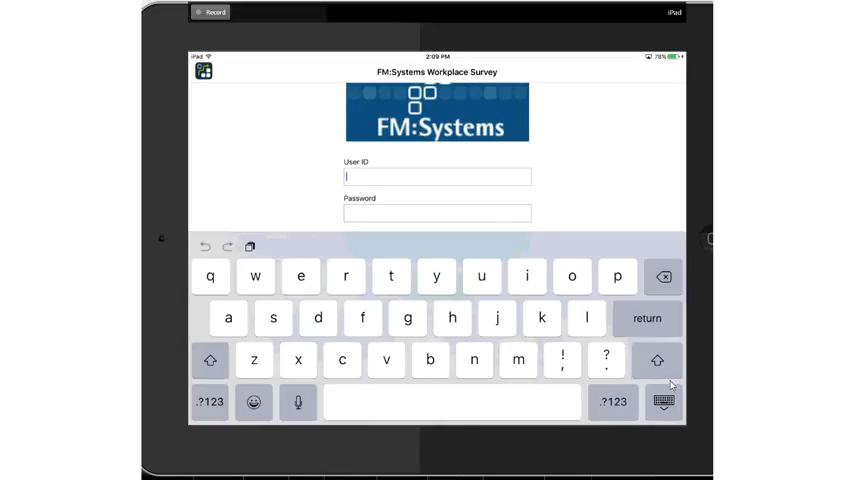 Record
iPad
iPad 2:09 PM 78%
FM:Systems Workplace Survey
FM:Systems
User ID
Password
q w e r t y u i o p
a s d f g h j k l return
z x c v b n m ! , ? .
.?123 .?123